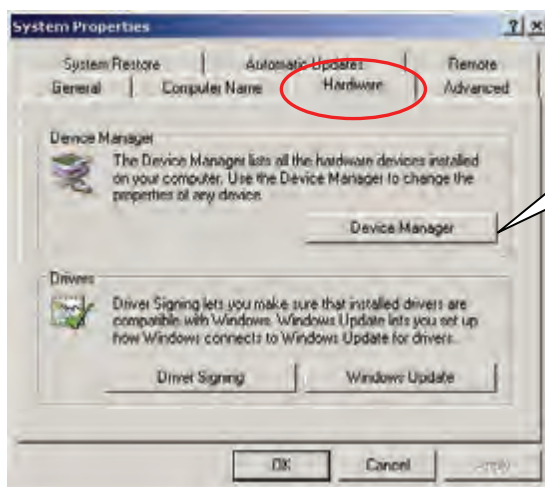 System Properties
System Restore Automatic Updates Remote
General Computer Name Hardware Advanced
Device Manager
The Device Manager lists all the hardware devices installed
on your computer. Use the Device Manager to change the
properties of any device.
Device Manager
Drivers
Driver Signing lets you make sure that installed drivers are
compatible with Windows. Windows Update lets you set up
how Windows connects to Windows Update for drivers.
Driver Signing Windows Update
OK Cancel Apply